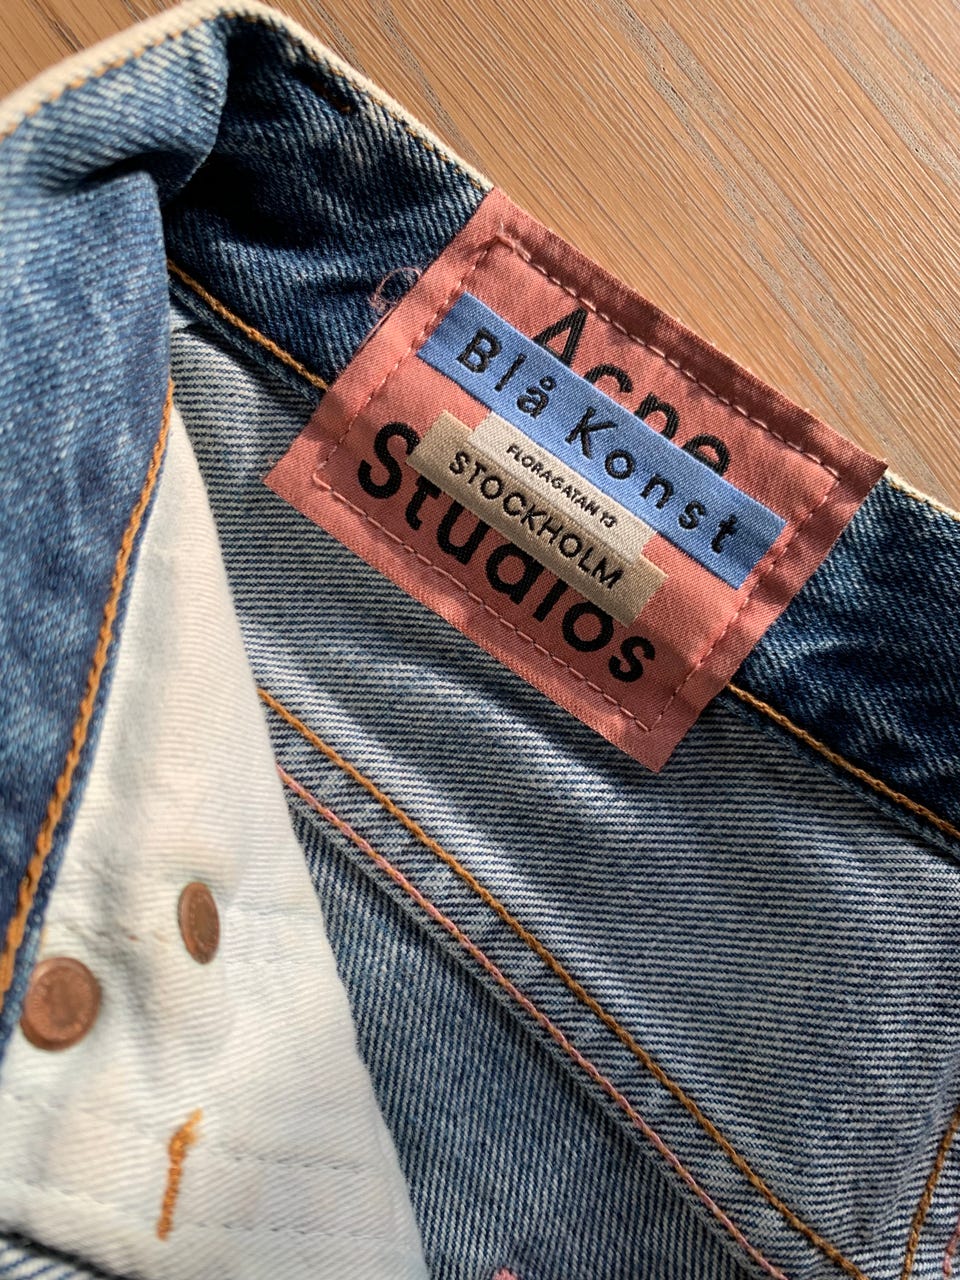 Acne
Blå Konst
FLORAGATAN 13
STOCKHOLM
Studios